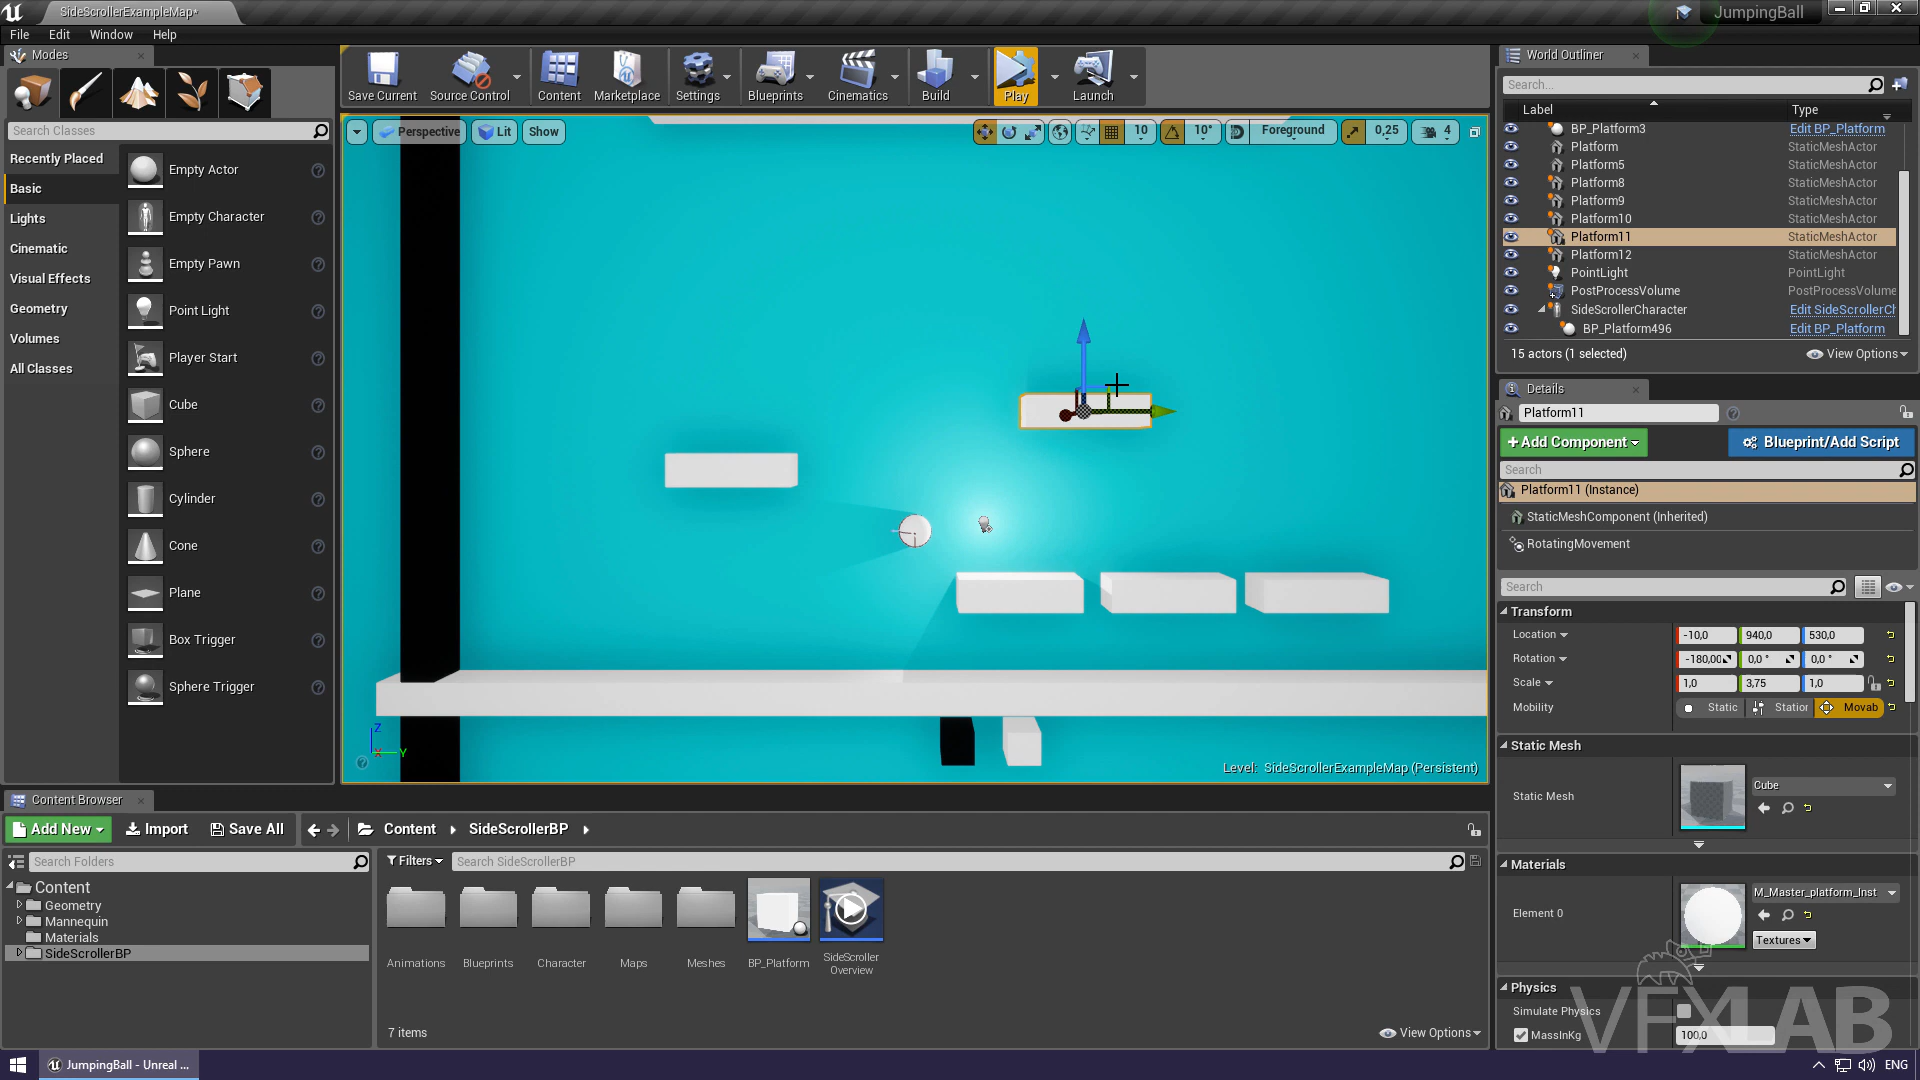 SideScrollerExampleMap*
JumpingBall
File Edit Window Help
Modes
Search Classes
Recently Placed
Basic
Lights
Cinematic
Visual Effects
Geometry
Volumes
All Classes
Empty Actor
Empty Character
Empty Pawn
Point Light
Player Start
Cube
Sphere
Cylinder
Cone
Plane
Box Trigger
Sphere Trigger
Save Current Source Control Content Marketplace Settings Blueprints Cinematics Build Play Launch
Perspective Lit Show
10 10° Foreground 0,25 4
Z
X Y
Level: SideScrollerExampleMap (Persistent)
World Outliner
Search...
Label Type
BP_Platform3 Edit BP_Platform
Platform StaticMeshActor
Platform5 StaticMeshActor
Platform8 StaticMeshActor
Platform9 StaticMeshActor
Platform10 StaticMeshActor
Platform11 StaticMeshActor
Platform12 StaticMeshActor
PointLight PointLight
PostProcessVolume PostProcessVolume
SideScrollerCharacter Edit SideScrollerCh
BP_Platform496 Edit BP_Platform
15 actors (1 selected) View Options
Details
Platform11
+Add Component Blueprint/Add Script
Search
Platform11 (Instance)
StaticMeshComponent (Inherited)
RotatingMovement
Search
Transform
Location -10,0 940,0 530,0
Rotation -180,00 0,0 ° 0,0 °
Scale 1,0 3,75 1,0
Mobility Static Station Movab
Static Mesh
Static Mesh Cube
Materials
Element 0 M_Master_platform_Inst
Textures
Physics
Simulate Physics
MassInKg 100,0
VFXLAB
Content Browser
Add New Import Save All Content SideScrollerBP
Search Folders
Content
Geometry
Mannequin
Materials
SideScrollerBP
Filters Search SideScrollerBP
Animations Blueprints Character Maps Meshes BP_Platform SideScroller
Overview
7 items View Options
JumpingBall - Unreal ...
ENG